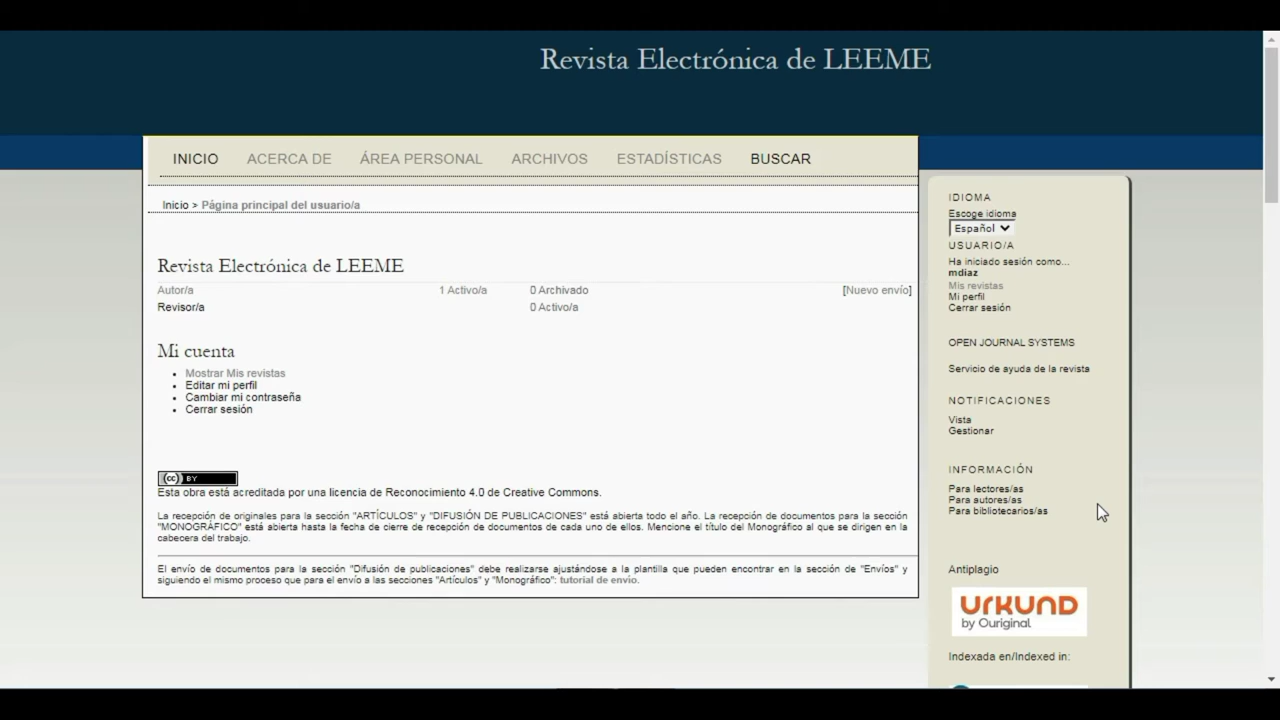 Revista Electrónica de LEEME
INICIO ACERCA DE ÁREA PERSONAL ARCHIVOS ESTADÍSTICAS BUSCAR
Inicio > Página principal del usuario/a
Revista Electrónica de LEEME
Autor/a 1 Activo/a 0 Archivado [Nuevo envío]
Revisor/a 0 Activo/a
Mi cuenta
Mostrar Mis revistas
Editar mi perfil
Cambiar mi contraseña
Cerrar sesión
(cc) BY
Esta obra está acreditada por una licencia de Reconocimiento 4.0 de Creative Commons.
La recepción de originales para la sección "ARTÍCULOS" y "DIFUSIÓN DE PUBLICACIONES" está abierta todo el año. La recepción de documentos para la sección
"MONOGRÁFICO" está abierta hasta la fecha de cierre de recepción de documentos de cada uno de ellos. Mencione el título del Monográfico al que se dirigen en la
cabecera del trabajo.
El envío de documentos para la sección "Difusión de publicaciones" debe realizarse ajustándose a la plantilla que pueden encontrar en la sección de "Envíos" y
siguiendo el mismo proceso que para el envío a las secciones "Artículos" y "Monográfico": tutorial de envío.
IDIOMA
Escoge idioma
Español
USUARIO/A
Ha iniciado sesión como...
mdiaz
Mis revistas
Mi perfil
Cerrar sesión
OPEN JOURNAL SYSTEMS
Servicio de ayuda de la revista
NOTIFICACIONES
Vista
Gestionar
INFORMACIÓN
Para lectores/as
Para autores/as
Para bibliotecarios/as
Antiplagio
URKUND
by Ouriginal
Indexada en/Indexed in: